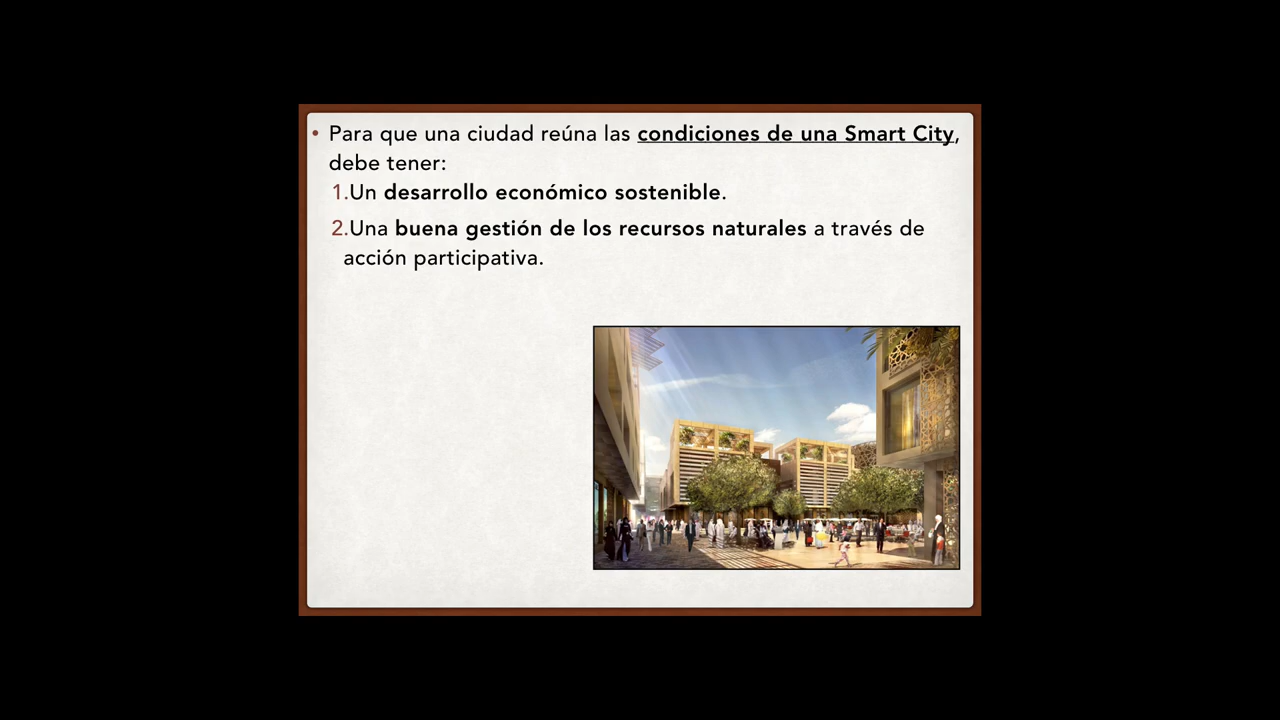 • Para que una ciudad reúna las condiciones de una Smart City,
debe tener:
1.Un desarrollo económico sostenible.
2.Una buena gestión de los recursos naturales a través de
acción participativa.